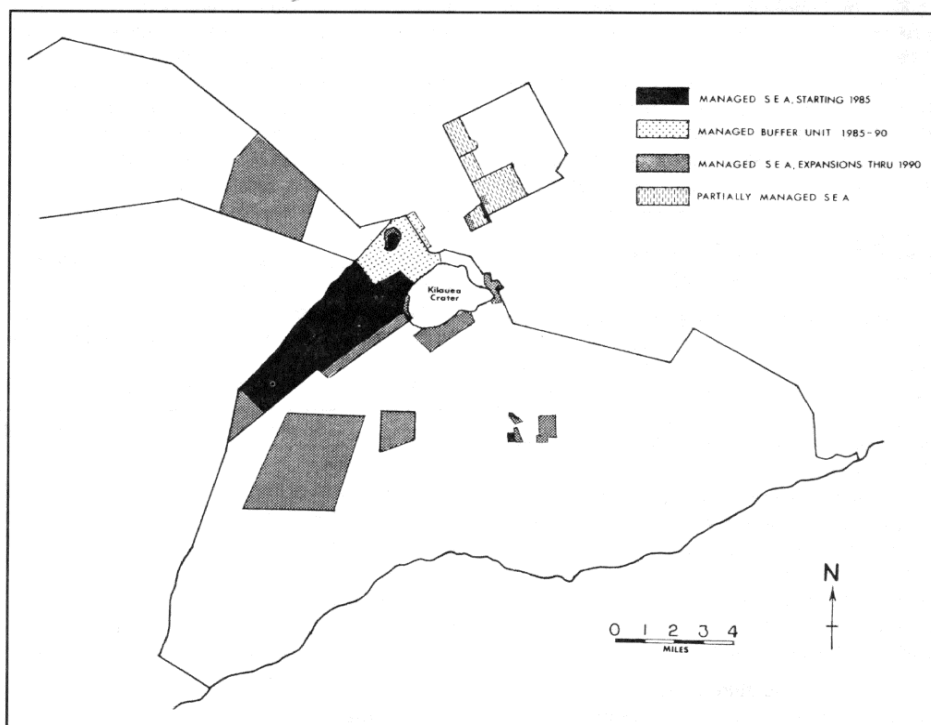 MANAGED S E A, STARTING 1985
MANAGED BUFFER UNIT 1985-90
MANAGED S E A, EXPANSIONS THRU 1990
PARTIALLY MANAGED S E A
Kilauea
Crater
N
0 1 2 3 4
MILES